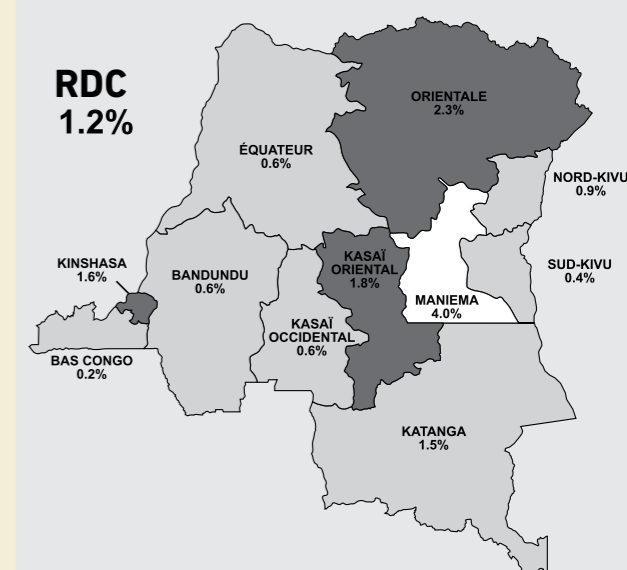 RDC
1.2%
ORIENTALE
2.3%
ÉQUATEUR
0.6%
NORD-KIVU
0.9%
KINSHASA
1.6%
BANDUNDU
0.6%
KASAÏ
ORIENTAL
1.8%
SUD-KIVU
0.4%
MANIEMA
4.0%
KASAÏ
OCCIDENTAL
0.6%
BAS CONGO
0.2%
KATANGA
1.5%